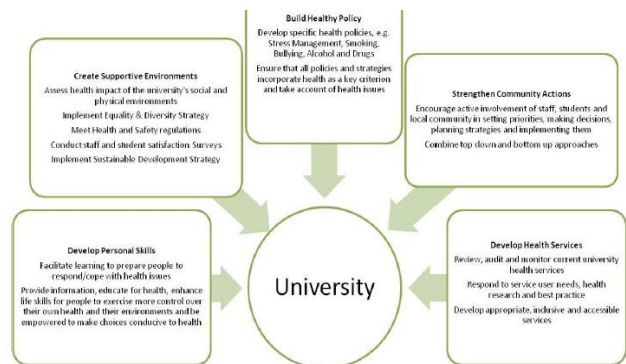 Build Healthy Policy
Develop specific health policies, e.g.
Stress Management, Smoking,
Bullying, Alcohol and Drugs
Ensure that all policies and strategies
incorporate health as a key criterion
and take account of health issues
Create Supportive Environments
Assess health impact of the university's social and
physical environments
Implement Equality & Diversity Strategy
Meet Health and Safety regulations
Conduct staff and student satisfaction Surveys
Implement Sustainable Development Strategy
Strengthen Community Actions
Encourage active involvement of staff, students and
local community in setting priorities, making decisions,
planning strategies and implementing them
Combine top down and bottom up approaches
Develop Personal Skills
Facilitate learning to prepare people to
respond/cope with health issues
Provide information, educate for health, enhance
life skills for people to exercise more control over
their own health and their environments and be
empowered to make choices conducive to health
University
Develop Health Services
Review, audit and monitor current university
health services
Respond to service user needs, health
research and best practice
Develop appropriate, inclusive and accessible
services